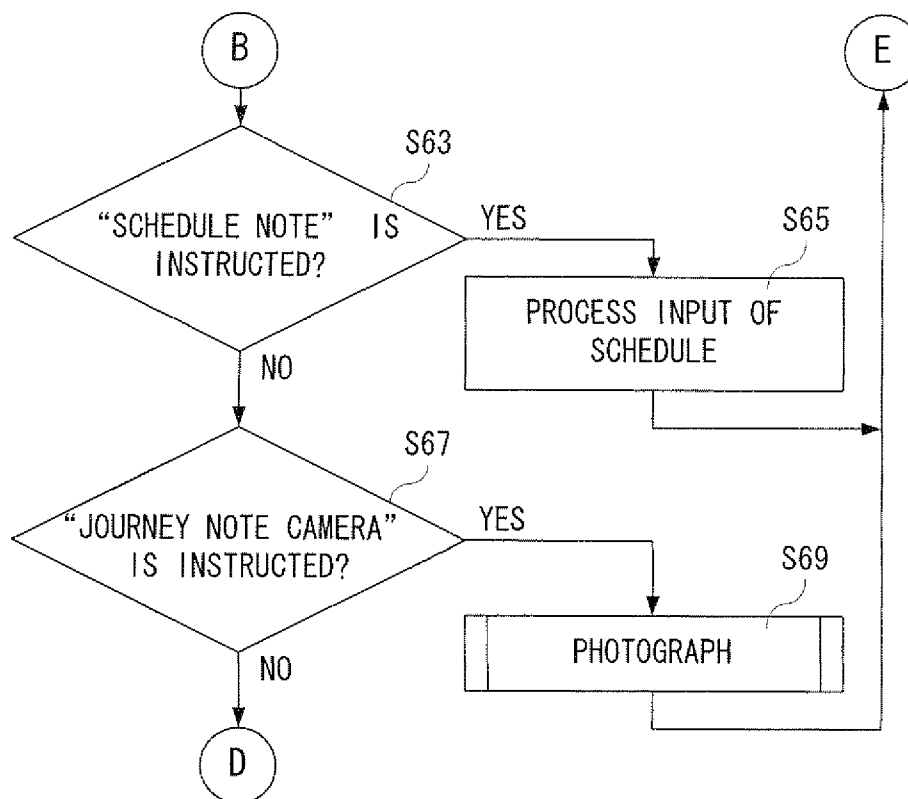 B
E
S63
“SCHEDULE NOTE” IS
INSTRUCTED?
YES
S65
PROCESS INPUT OF
SCHEDULE
NO
S67
“JOURNEY NOTE CAMERA”
IS INSTRUCTED?
YES
S69
PHOTOGRAPH
NO
D